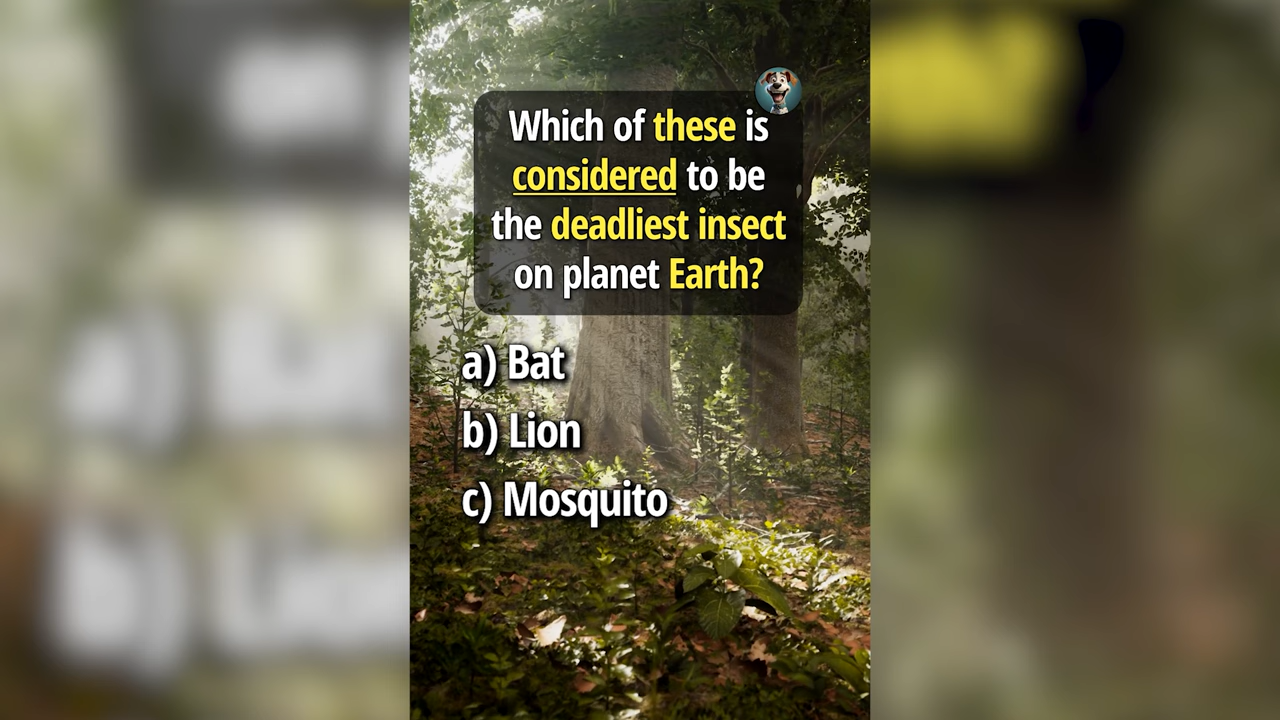 Which of these is
considered to be
the deadliest insect
on planet Earth?
a) Bat
b) Lion
c) Mosquito